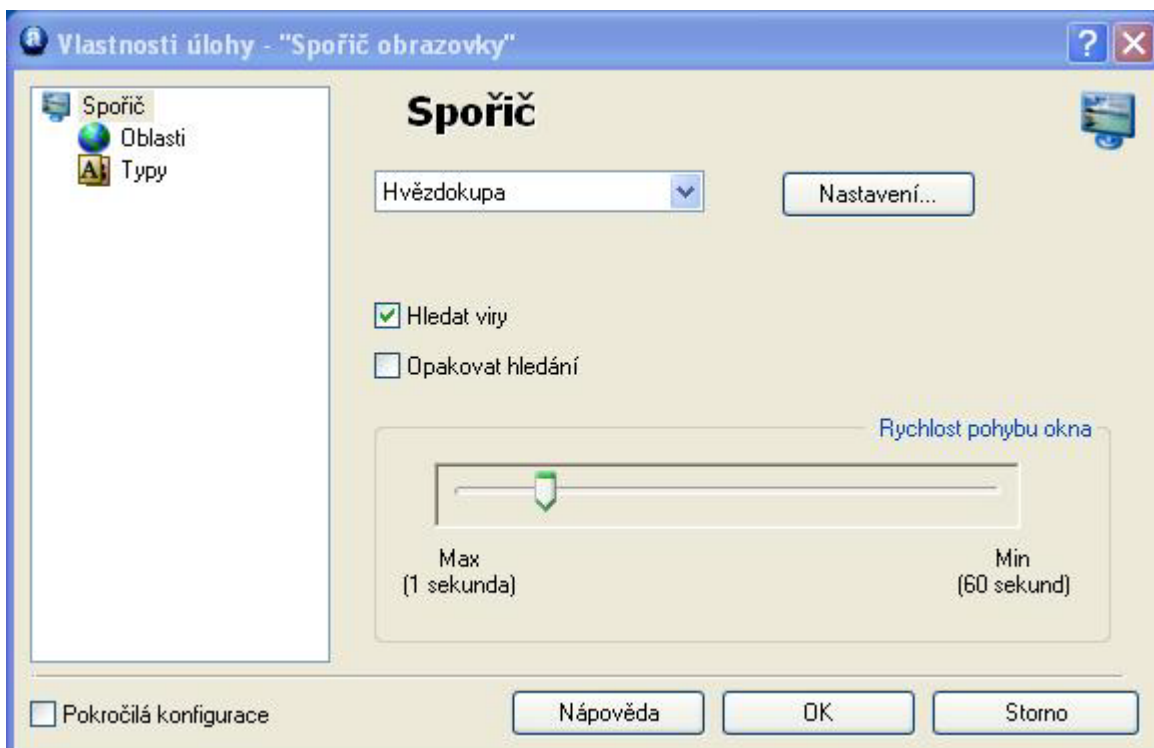 Vlastnosti úlohy - "Spořič obrazovky"
Spořič
Oblasti
Typy
Spořič
Hvězdokupa
Nastavení...
Hledat viry
Opakovat hledání
Rychlost pohybu okna
Max
(1 sekunda)
Min
(60 sekund)
Pokročilá konfigurace
Nápověda
OK
Storno